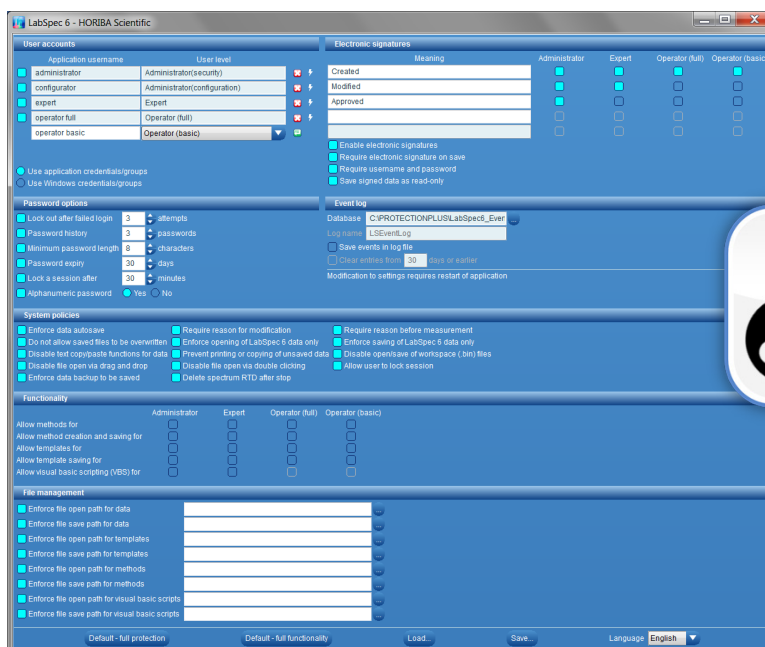 LabSpec 6 - HORIBA Scientific
User accounts
Application username User level
administrator Administrator(security)
configurator Administrator(configuration)
expert Expert
operator full Operator (full)
operator basic Operator (basic)
Use application credentials/groups
Use Windows credentials/groups
Electronic signatures
Meaning Administrator Expert Operator (full) Operator (basic
Created
Modified
Approved
Enable electronic signatures
Require electronic signature on save
Require username and password
Save signed data as read-only
Password options
Lock out after failed login 3 attempts
Password history 3 passwords
Minimum password length 8 characters
Password expiry 30 days
Lock a session after 30 minutes
Alphanumeric password Yes No
Event log
Database C:\PROTECTIONPLUS\LabSpec6_Ever ...
Log name LSEventLog
Save events in log file
Clear entries from 30 days or earlier
Modification to settings requires restart of application
System policies
Enforce data autosave Require reason for modification Require reason before measurement
Do not allow saved files to be overwritten Enforce opening of LabSpec 6 data only Enforce saving of LabSpec 6 data only
Disable text copy/paste functions for data Prevent printing or copying of unsaved data Disable open/save of workspace (.bin) files
Disable file open via drag and drop Disable file open via double clicking Allow user to lock session
Enforce data backup to be saved Delete spectrum RTD after stop
Functionality
Administrator Expert Operator (full) Operator (basic)
Allow methods for
Allow method creation and saving for
Allow templates for
Allow template saving for
Allow visual basic scripting (VBS) for
File management
Enforce file open path for data ...
Enforce file save path for data ...
Enforce file open path for templates ...
Enforce file save path for templates ...
Enforce file open path for methods ...
Enforce file save path for methods ...
Enforce file open path for visual basic scripts ...
Enforce file save path for visual basic scripts ...
Default - full protection Default - full functionality Load... Save... Language English